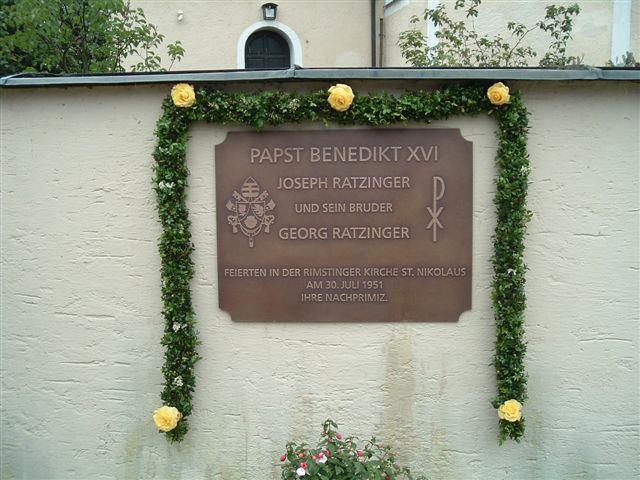 PAPST BENEDIKT XVI
JOSEPH RATZINGER
UND SEIN BRUDER
GEORG RATZINGER
FEIERTEN IN DER RIMSTINGER KIRCHE ST. NIKOLAUS
AM 30. JULI 1951
IHRE NACHPRIMIZ.